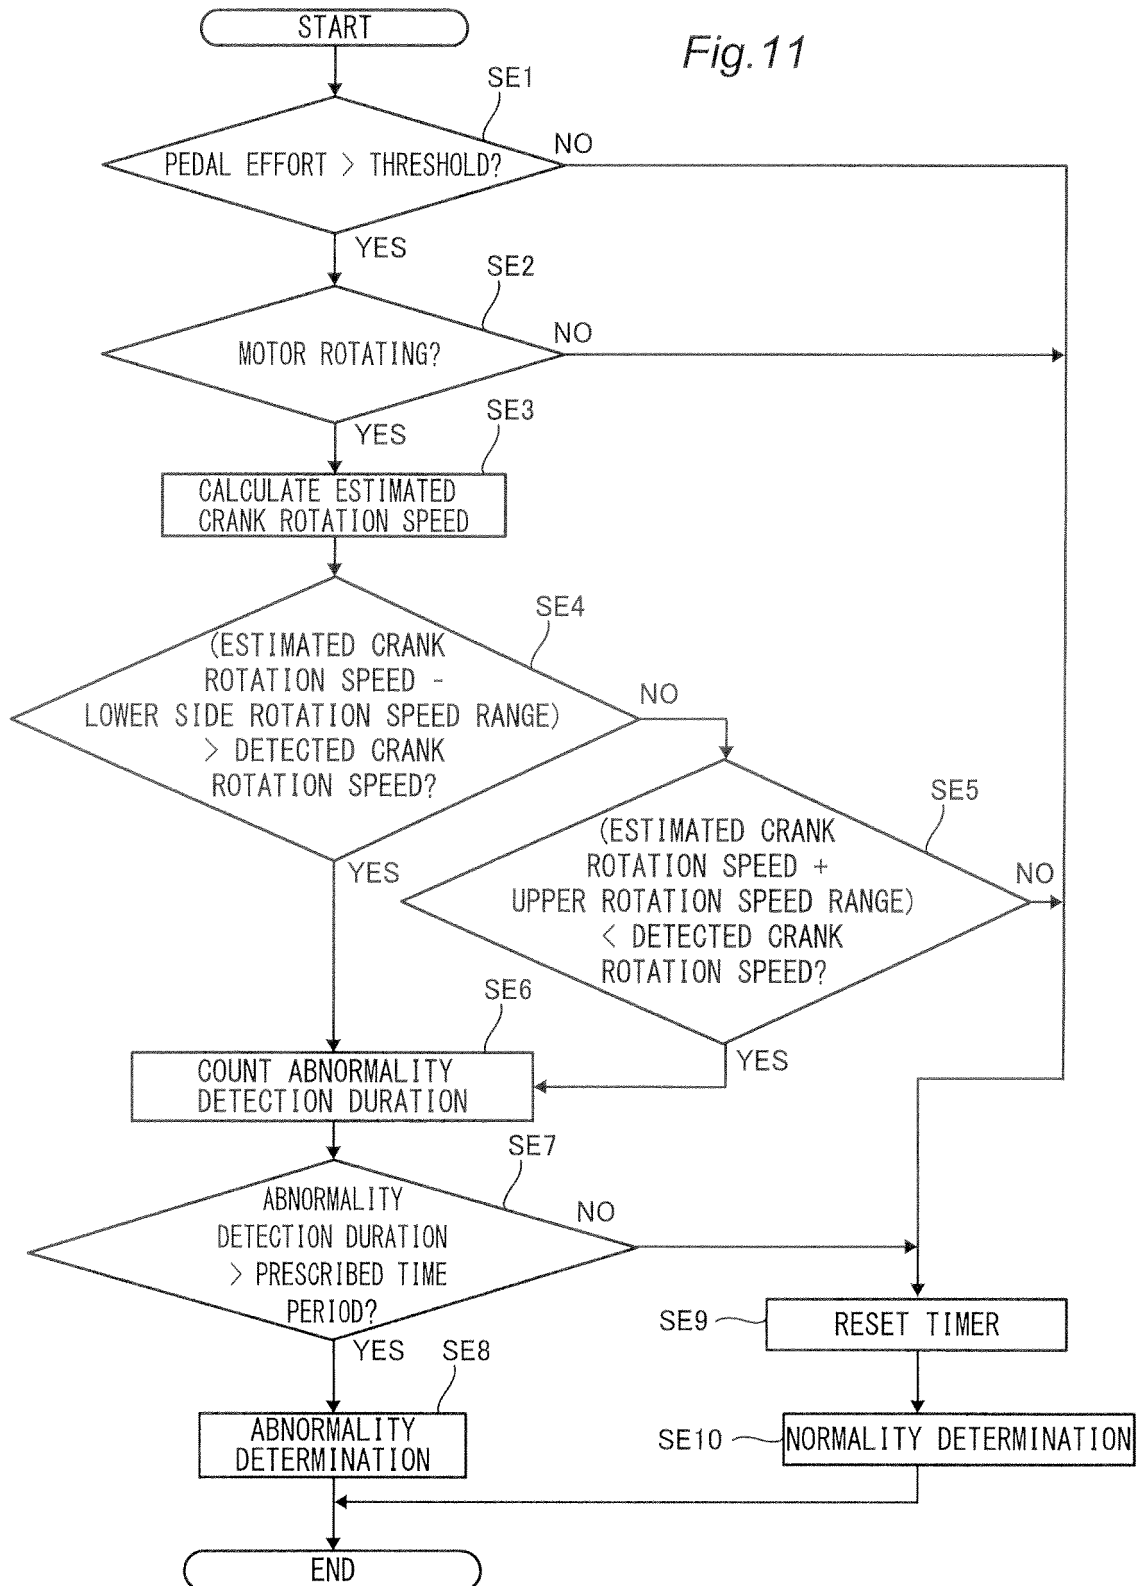 START
Fig.11
SE1
PEDAL EFFORT > THRESHOLD?
NO
YES
SE2
MOTOR ROTATING?
NO
YES
SE3
CALCULATE ESTIMATED
CRANK ROTATION SPEED
SE4
(ESTIMATED CRANK
ROTATION SPEED -
LOWER SIDE ROTATION SPEED RANGE)
> DETECTED CRANK
ROTATION SPEED?
NO
YES
SE5
(ESTIMATED CRANK
ROTATION SPEED +
UPPER ROTATION SPEED RANGE)
< DETECTED CRANK
ROTATION SPEED?
NO
YES
SE6
COUNT ABNORMALITY
DETECTION DURATION
SE7
ABNORMALITY
DETECTION DURATION
> PRESCRIBED TIME
PERIOD?
NO
YES
SE8
ABNORMALITY
DETERMINATION
SE9
RESET TIMER
SE10
NORMALITY DETERMINATION
END